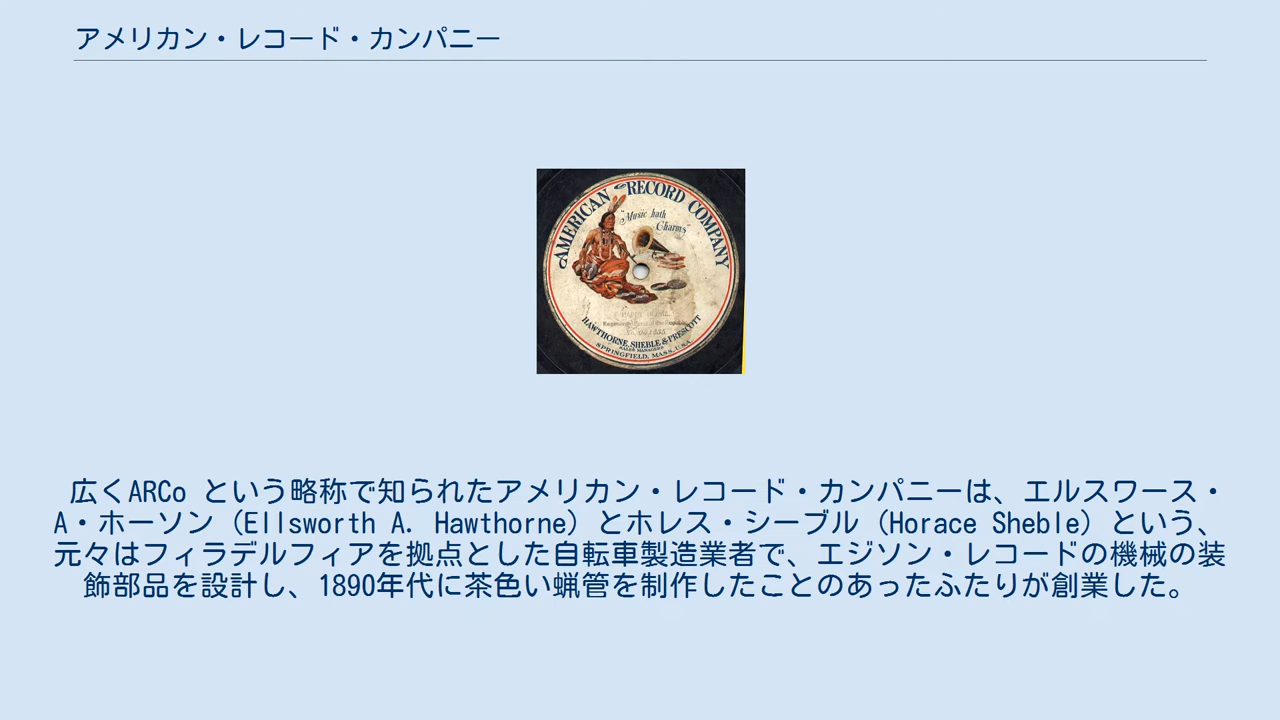 アメリカン・レコード・カンパニー
AMERICAN RECORD COMPANY
"Music hath
Charms"
HAWTHORNE, SHEBLE & PRESCOTT
SALES MANAGERS
SPRINGFIELD, MASS. U.S.A.
広くARCo という略称で知られたアメリカン・レコード・カンパニーは、エルスワース・
A・ホーソン（Ellsworth A. Hawthorne）とホレス・シーブル（Horace Sheble）という、
元々はフィラデルフィアを拠点とした自転車製造業者で、エジソン・レコードの機械の装
飾部品を設計し、1890年代に茶色い蝋管を制作したことのあったふたりが創業した。